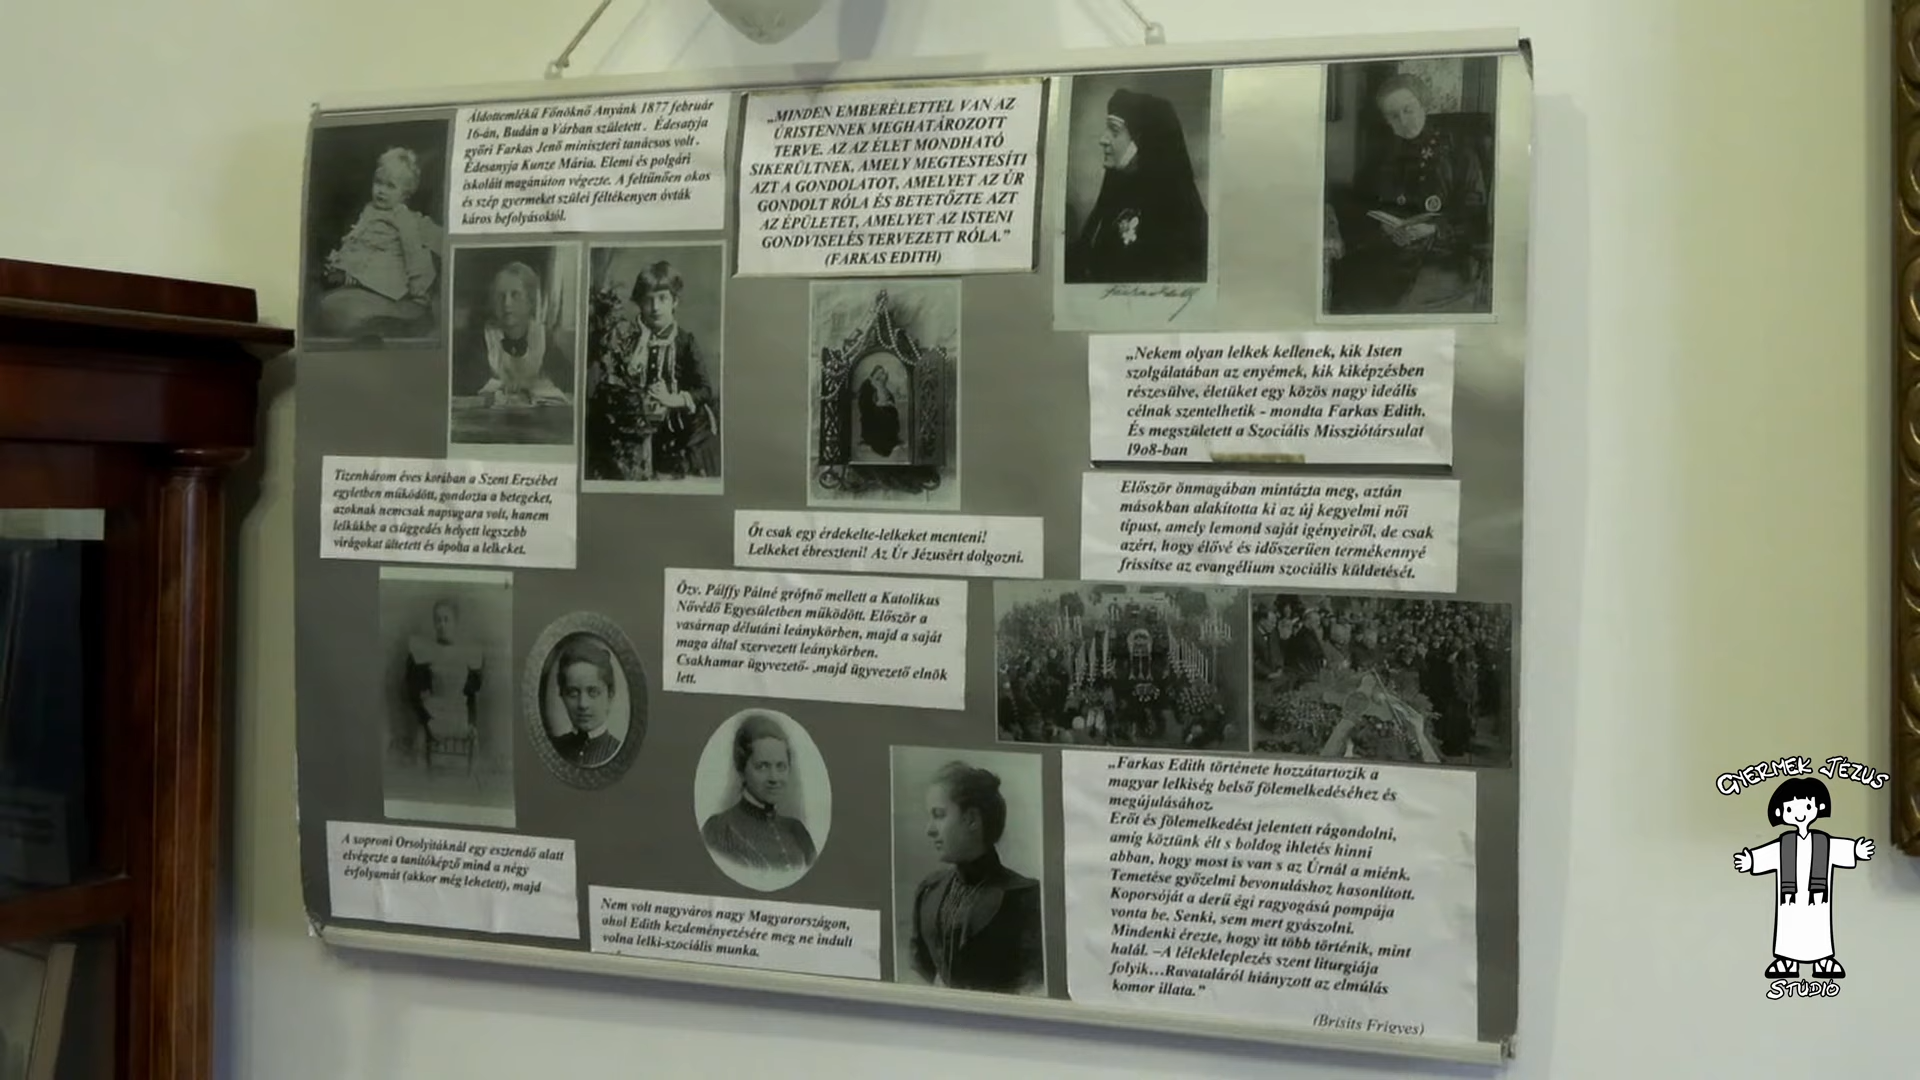 Áldottemlékű Főnöknő Anyánk 1877 február
16-án, Budán a Várban született. Édesatyja
győri Farkas Jenő miniszteri tanácsos volt.
Édesanyja Kunze Mária. Elemi és polgári
iskoláit magánúton végezte. A feltűnően okos
és szép gyermeket szülei féltékenyen óvták
káros befolyásoktól.
„MINDEN EMBERÉLETTEL VAN AZ
ÚRISTENNEK MEGHATÁROZOTT
TERVE. AZ AZ ÉLET MONDHATÓ
SIKERÜLTNEK, AMELY MEGTESTESÍTI
AZT A GONDOLATOT, AMELYET AZ ÚR
GONDOLT RÓLA ÉS BETETŐZTE AZT
AZ ÉPÜLETET, AMELYET AZ ISTENI
GONDVISELÉS TERVEZETT RÓLA.”
(FARKAS EDITH)
Farkas Edith
„Nekem olyan lelkek kellenek, kik Isten
szolgálatában az enyémek, kik kiképzésben
részesülve, életüket egy közös nagy ideális
célnak szentelhetik - mondta Farkas Edith.
És megszületett a Szociális Missziótársulat
19o8-ban
Tizenhárom éves korában a Szent Erzsébet
egyletben működött, gondozta a betegeket,
azoknak nemcsak napsugara volt, hanem
lelkükbe a csüggedés helyett legszebb
virágokat ültetett és ápolta a lelkeket.
Őt csak egy érdekelte-lelkeket menteni!
Lelkeket ébreszteni! Az Úr Jézusért dolgozni.
Először önmagában mintázta meg, aztán
másokban alakította ki az új kegyelmi női
típust, amely lemond saját igényeiről, de csak
azért, hogy élővé és időszerűen termékennyé
frissítse az evangélium szociális küldetését.
Özv. Pálffy Pálné grófnő mellett a Katolikus
Nővédő Egyesületben működött. Először a
vasárnap délutáni leánykörben, majd a saját
maga által szervezett leánykörben.
Csakhamar ügyvezető- ,majd ügyvezető elnök
lett.
A soproni Orsolyitáknál egy esztendő alatt
elvégezte a tanítóképző mind a négy
évfolyamát (akkor még lehetett), majd
Nem volt nagyváros nagy Magyarországon,
ahol Edith kezdeményezésére meg ne indult
volna lelki-szociális munka.
„Farkas Edith története hozzátartozik a
magyar lelkiség belső fölemelkedéséhez és
megújulásához.
Erőt és fölemelkedést jelentett rágondolni,
amíg köztünk élt s boldog ihletés hinni
abban, hogy most is van s az Úrnál a miénk.
Temetése győzelmi bevonuláshoz hasonlított.
Koporsóját a derű égi ragyogású pompája
vonta be. Senki, sem mert gyászolni.
Mindenki érezte, hogy itt több történik, mint
halál. –A lélekleleplezés szent liturgiája
folyik...Ravataláról hiányzott az elmúlás
komor illata.”
(Brisits Frigyes)
GYERMEK JÉZUS
STÚDIÓ